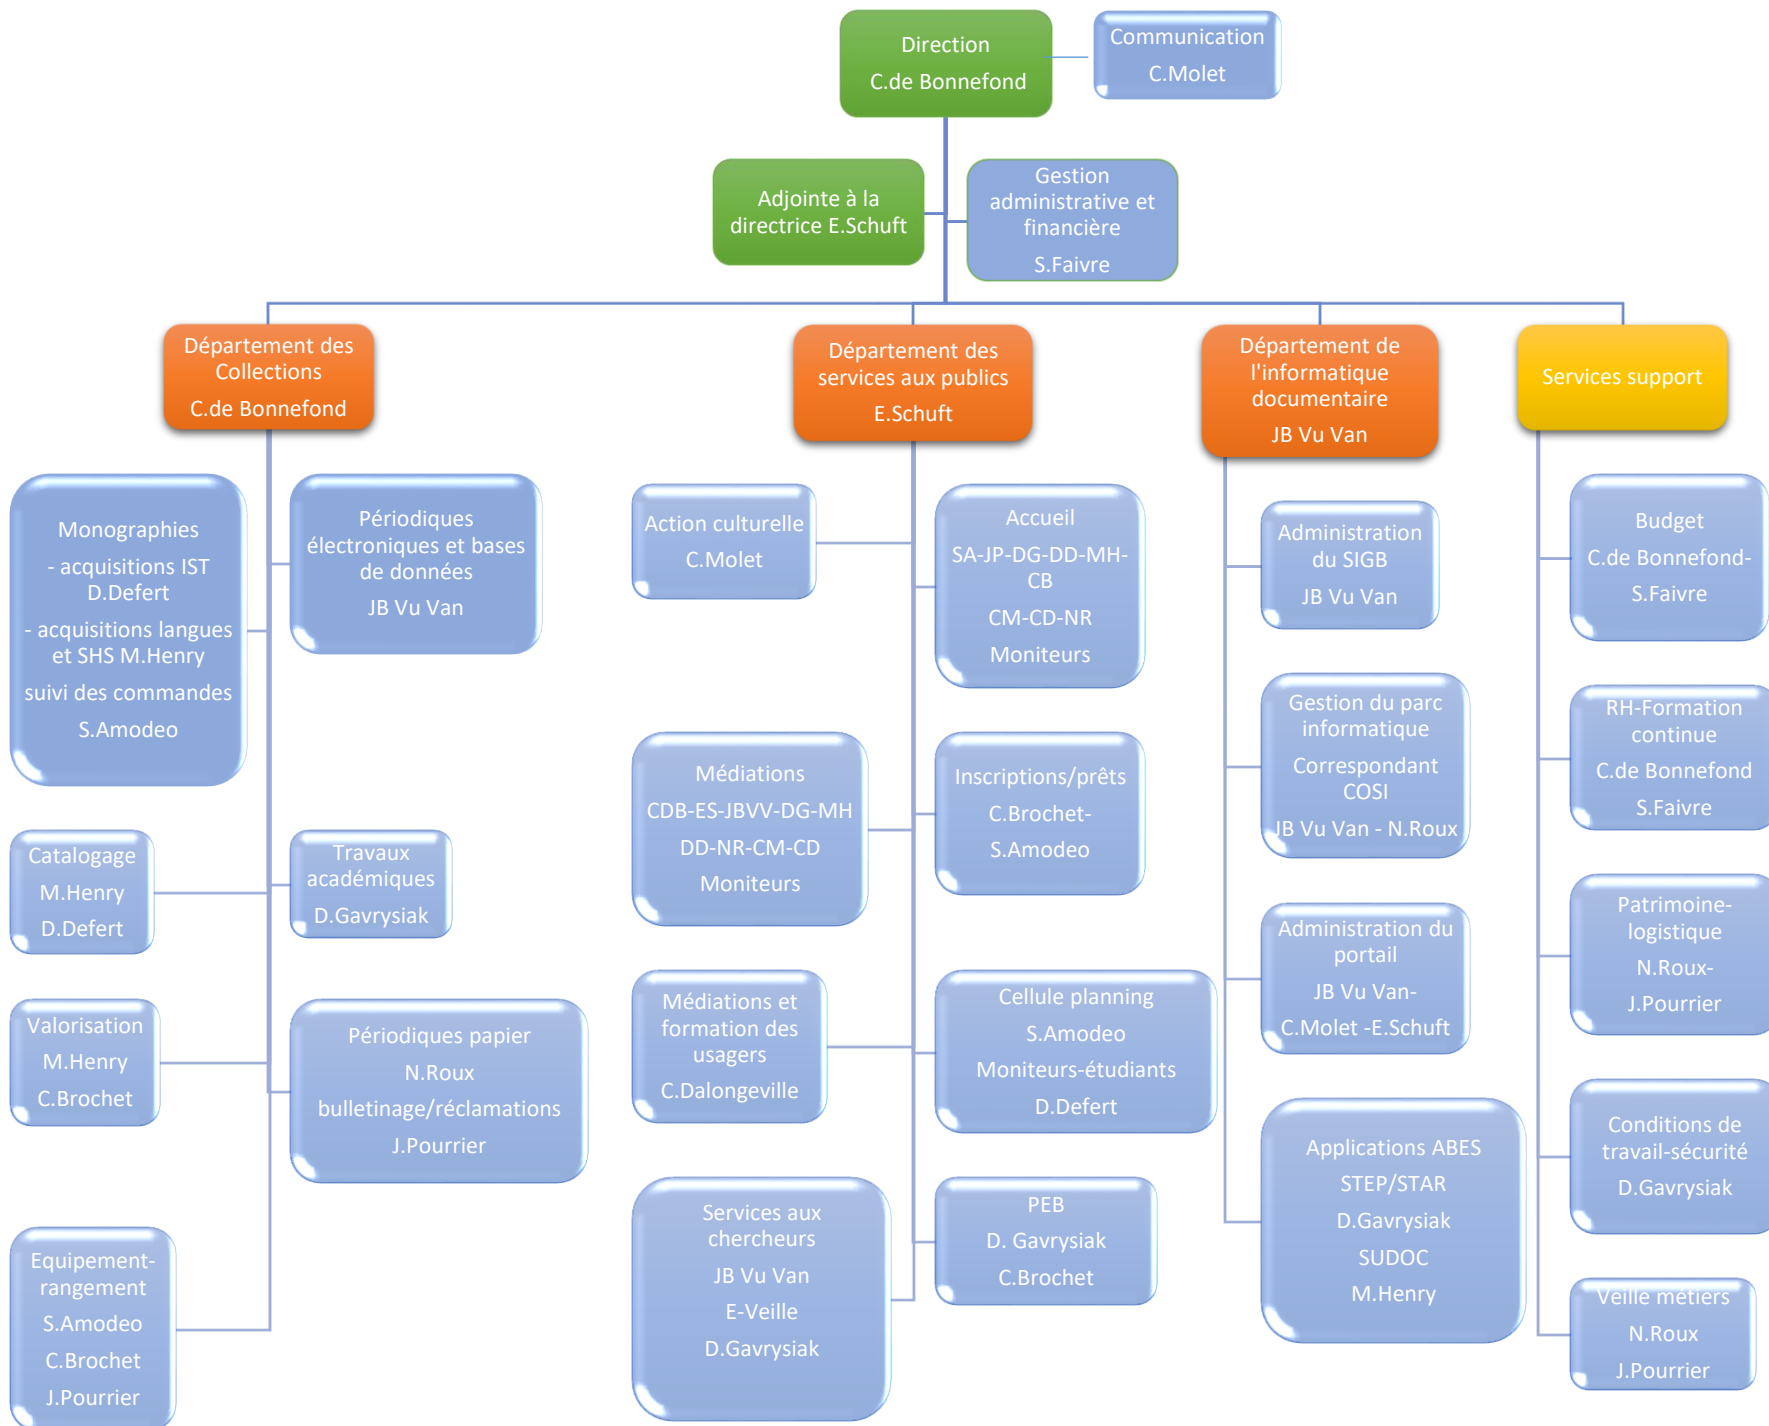 Direction
C.de Bonnefond
Communication
C.Molet
Adjointe à la
directrice E.Schuft
Gestion
administrative et
financière
S.Faivre
Département des
Collections
C.de Bonnefond
Département des
services aux publics
E.Schuft
Département de
l'informatique
documentaire
JB Vu Van
Services support
Monographies
- acquisitions IST
D.Defert
- acquisitions langues
et SHS M.Henry
suivi des commandes
S.Amodeo
Périodiques
électroniques et bases
de données
JB Vu Van
Catalogage
M.Henry
D.Defert
Travaux
académiques
D.Gavrysiak
Valorisation
M.Henry
C.Brochet
Périodiques papier
N.Roux
bulletinage/réclamations
J.Pourrier
Equipement-
rangement
S.Amodeo
C.Brochet
J.Pourrier
Action culturelle
C.Molet
Accueil
SA-JP-DG-DD-MH-
CB
CM-CD-NR
Moniteurs
Médiations
CDB-ES-JBVV-DG-MH
DD-NR-CM-CD
Moniteurs
Inscriptions/prêts
C.Brochet-
S.Amodeo
Médiations et
formation des
usagers
C.Dalongeville
Cellule planning
S.Amodeo
Moniteurs-étudiants
D.Defert
Services aux
chercheurs
JB Vu Van
E-Veille
D.Gavrysiak
PEB
D. Gavrysiak
C.Brochet
Administration
du SIGB
JB Vu Van
Gestion du parc
informatique
Correspondant
COSI
JB Vu Van - N.Roux
Administration du
portail
JB Vu Van-
C.Molet -E.Schuft
Applications ABES
STEP/STAR
D.Gavrysiak
SUDOC
M.Henry
Budget
C.de Bonnefond-
S.Faivre
RH-Formation
continue
C.de Bonnefond
S.Faivre
Patrimoine-
logistique
N.Roux-
J.Pourrier
Conditions de
travail-sécurité
D.Gavrysiak
Veille métiers
N.Roux
J.Pourrier